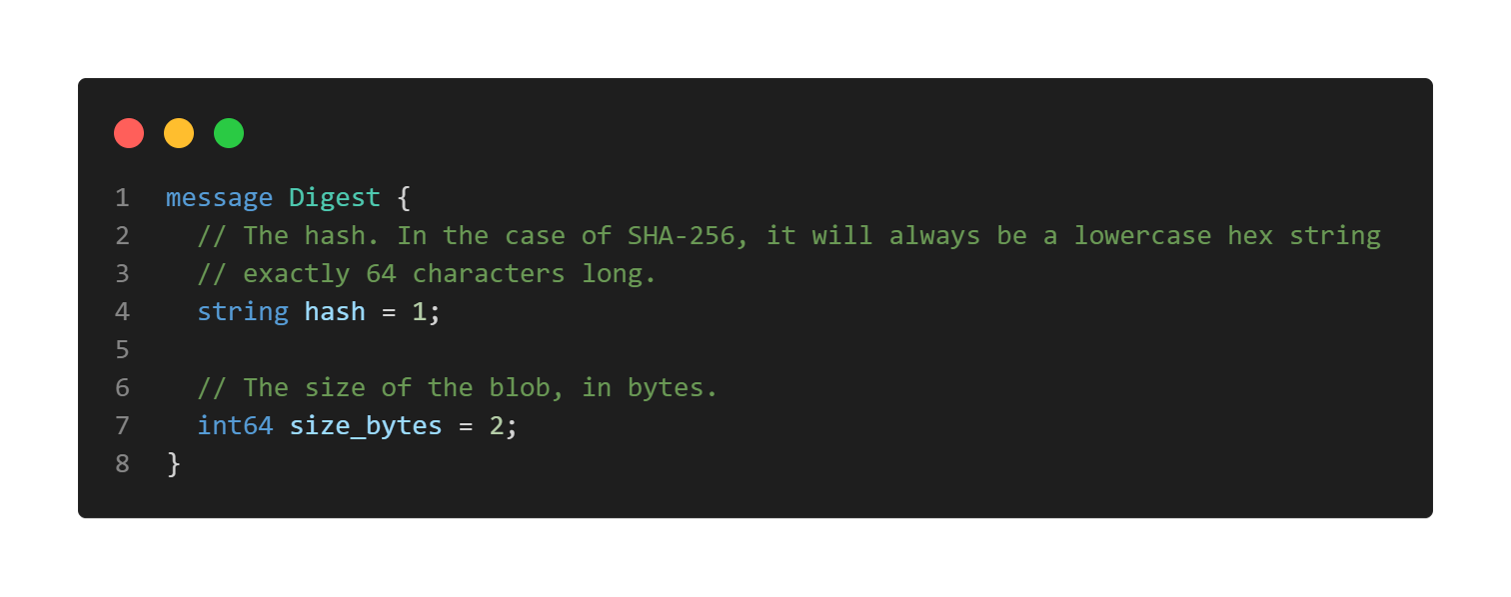 1 message Digest {
2   // The hash. In the case of SHA-256, it will always be a lowercase hex string
3   // exactly 64 characters long.
4   string hash = 1;
5
6   // The size of the blob, in bytes.
7   int64 size_bytes = 2;
8 }